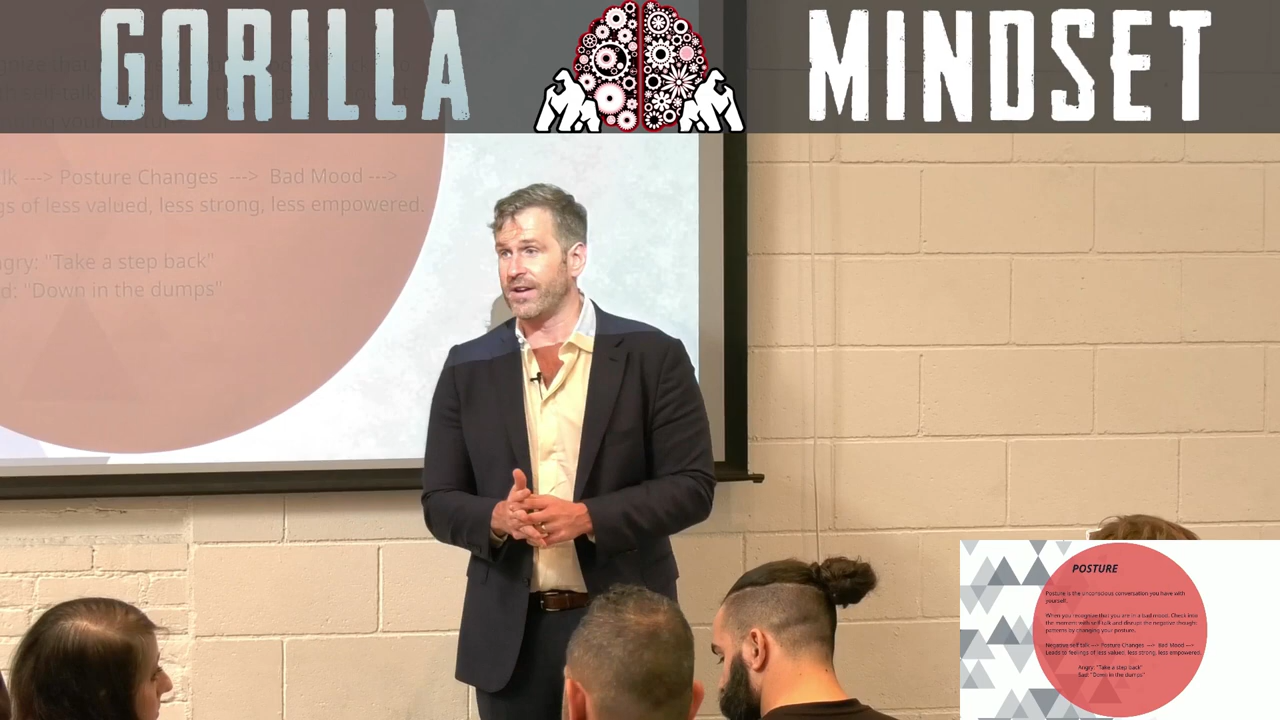 GORILLA MINDSET
lk ---> Posture Changes ---> Bad Mood --->
gs of less valued, less strong, less empowered.
ngry: "Take a step back"
d: "Down in the dumps"
POSTURE
Posture is the unconscious conversation you have with
yourself.
When you recognize that you are in a bad mood. Check into
the moment with self talk and disrupt the negative thought
patterns by changing your posture.
Negative self talk ---> Posture Changes ---> Bad Mood --->
Leads to feelings of less valued, less strong, less empowered.
Angry: "Take a step back"
Sad: "Down in the dumps"